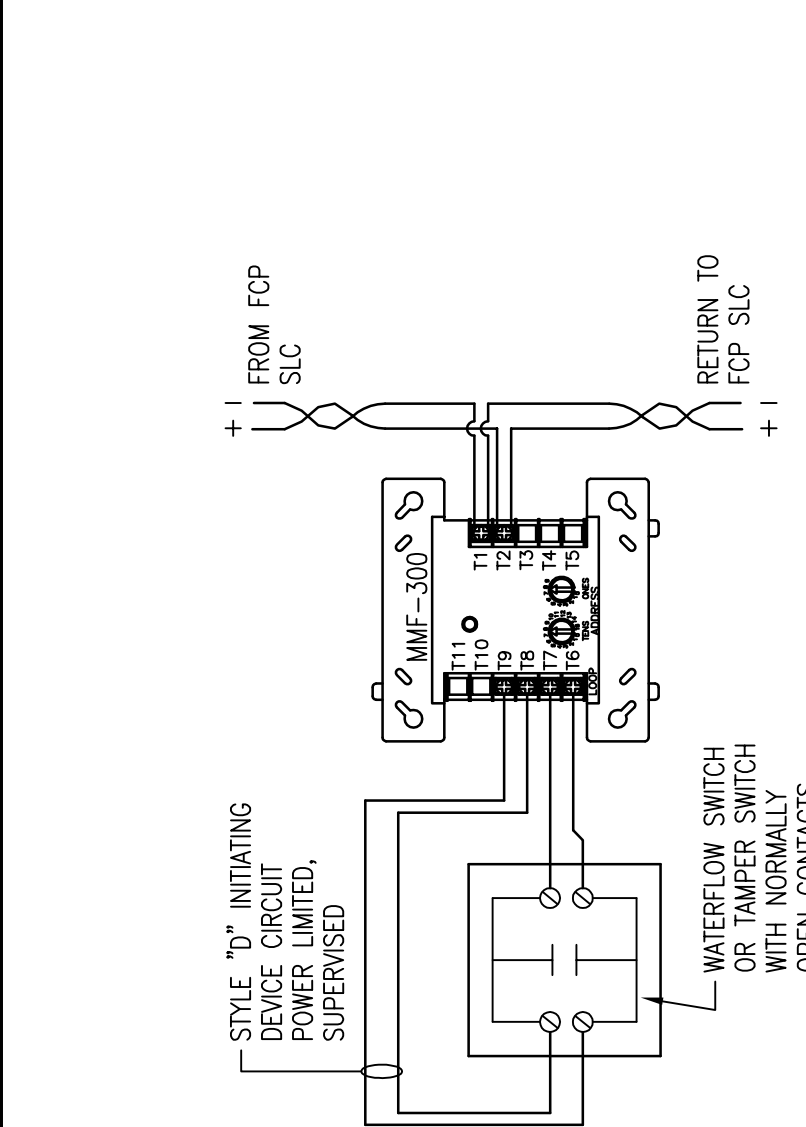 FROM FCP
SLC
+ −
RETURN TO
FCP SLC
+ −
MMF−300
T1
T2
T3
T4
T5
T11
T10
T9
T8
T7
T6
TENS
ONES
ADDRESS
LOOP
STYLE "D" INITIATING
DEVICE CIRCUIT
POWER LIMITED,
SUPERVISED
WATERFLOW SWITCH
OR TAMPER SWITCH
WITH NORMALLY
OPEN CONTACTS